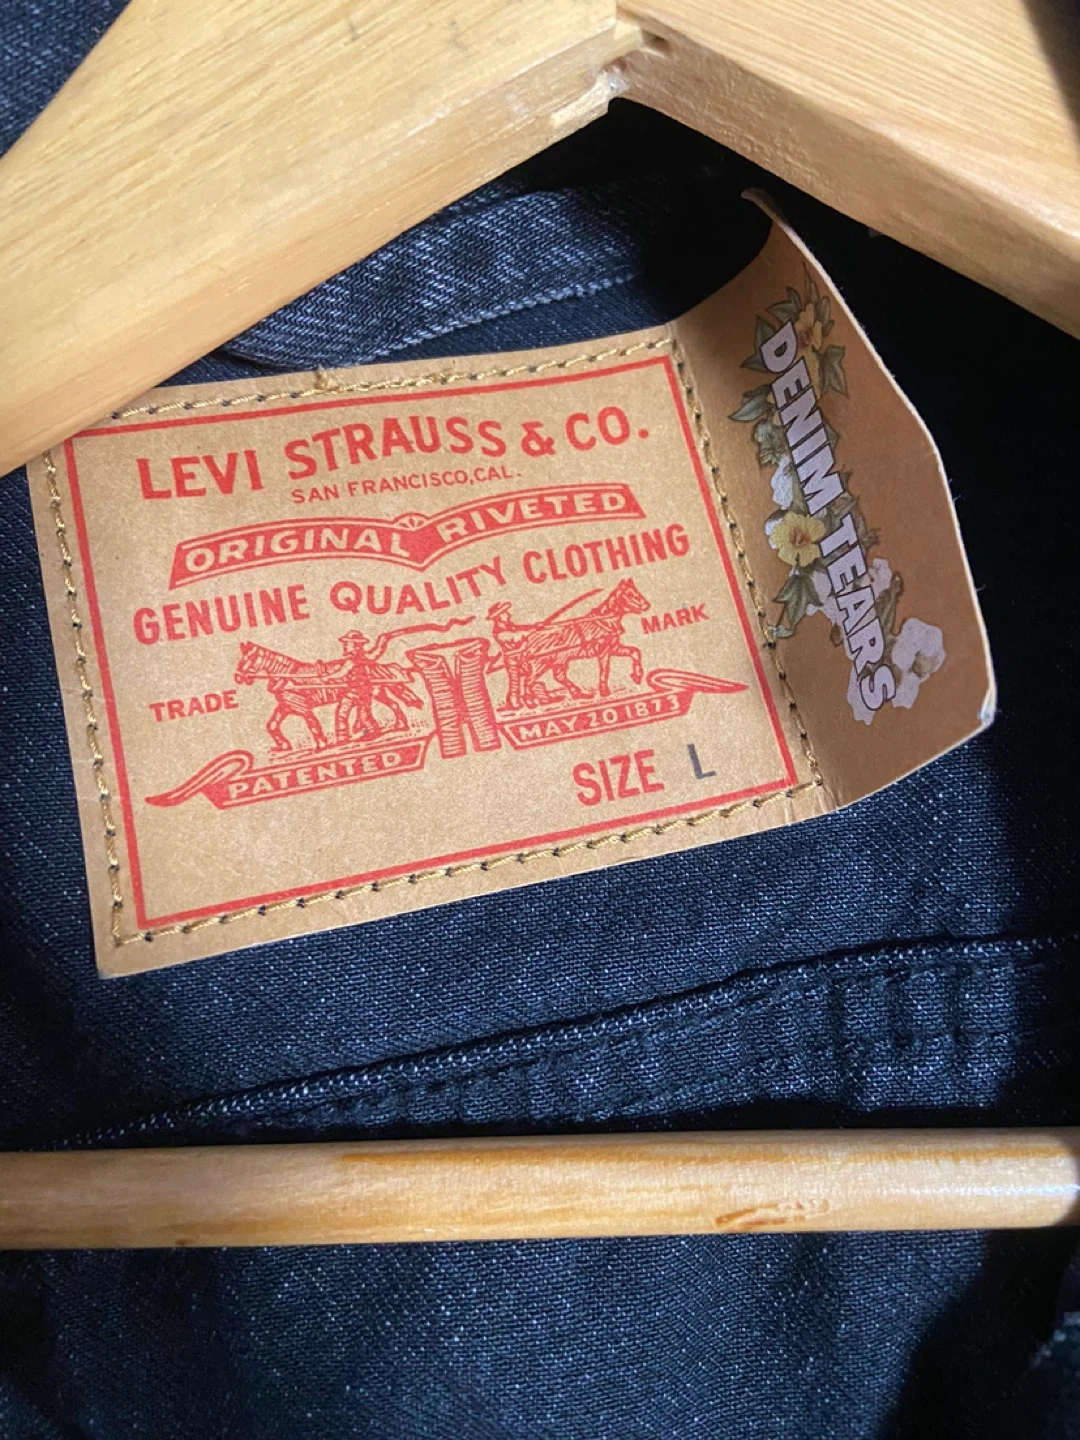 LEVI STRAUSS & CO.
SAN FRANCISCO, CAL.
ORIGINAL RIVETED
GENUINE QUALITY CLOTHING
TRADE MARK
PATENTED MAY 20 1873
SIZE L
DENIM TEARS